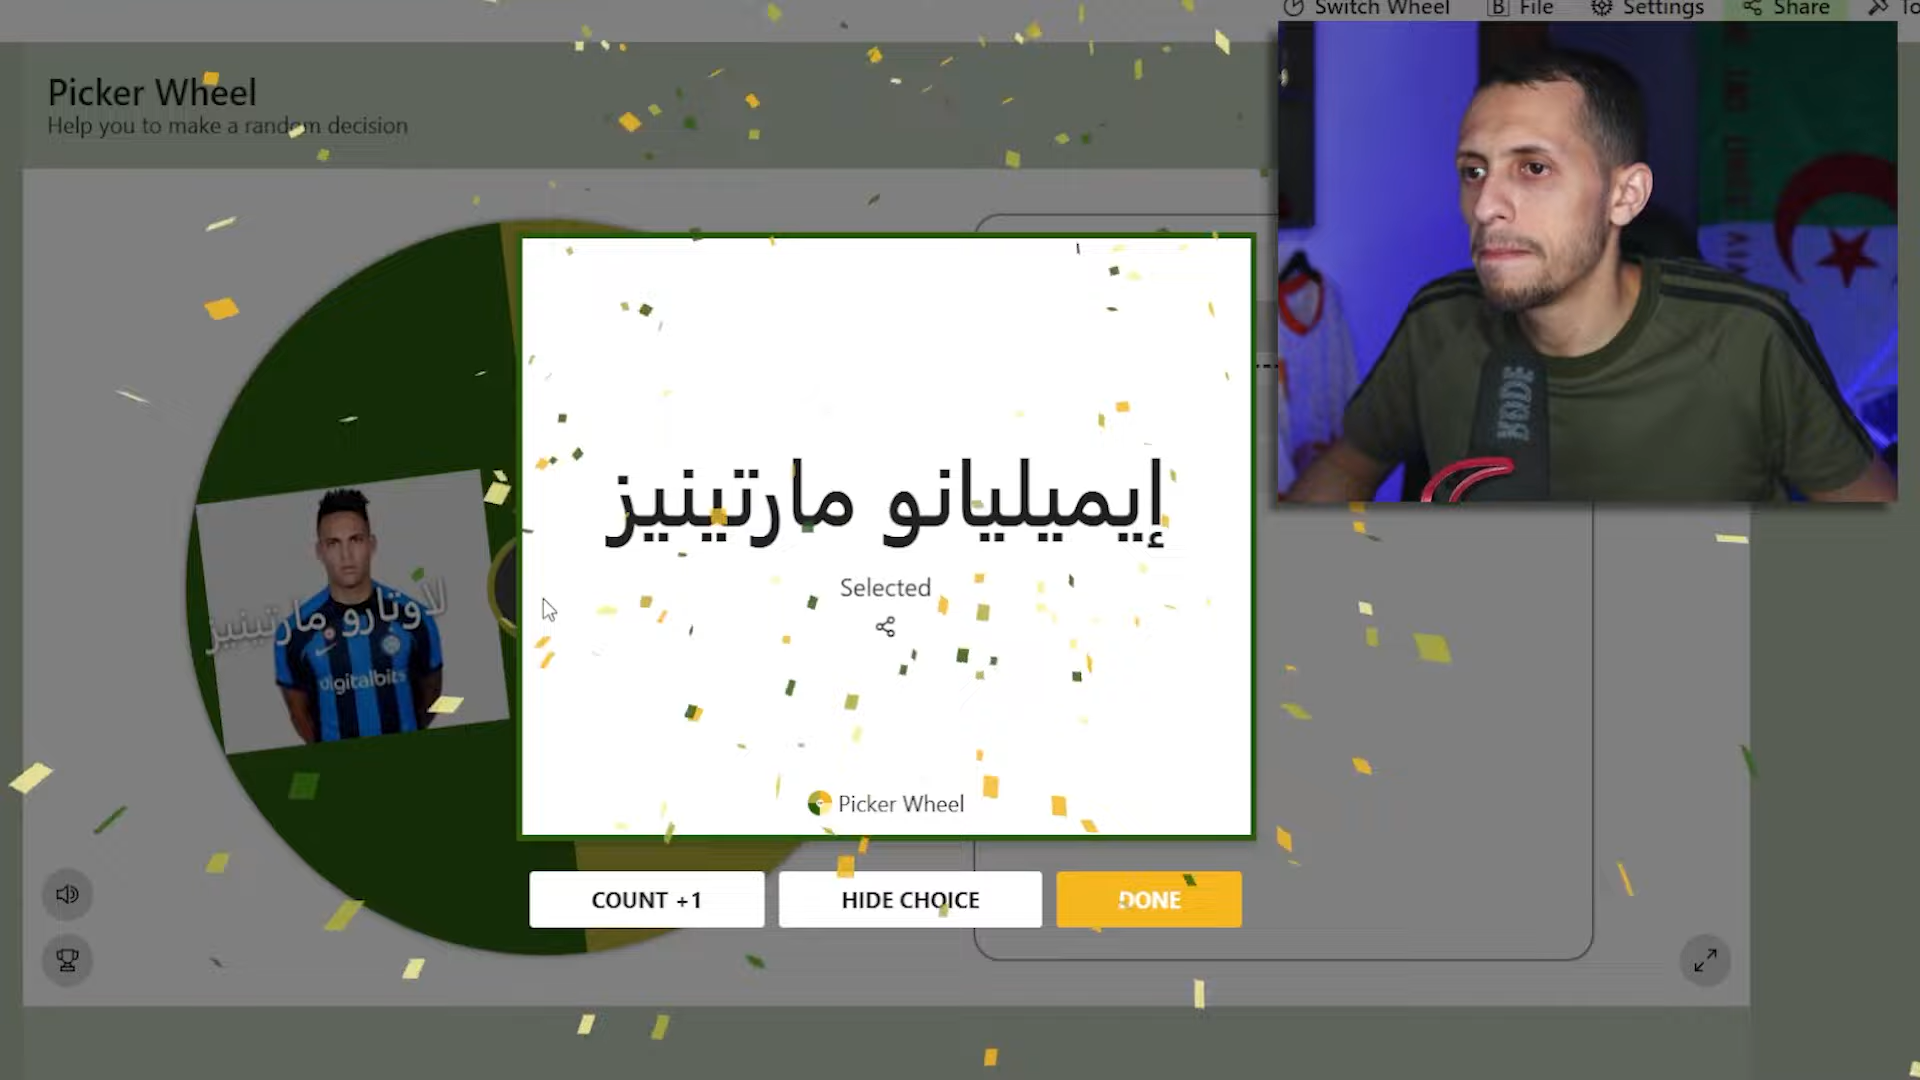 Switch Wheel
File
Settings
Share
To
Picker Wheel
Help you to make a random decision
إيميليانو مارتينيز
Selected
لاوتارو مارتينيز
digitalbits
Picker Wheel
COUNT +1
HIDE CHOICE
DONE